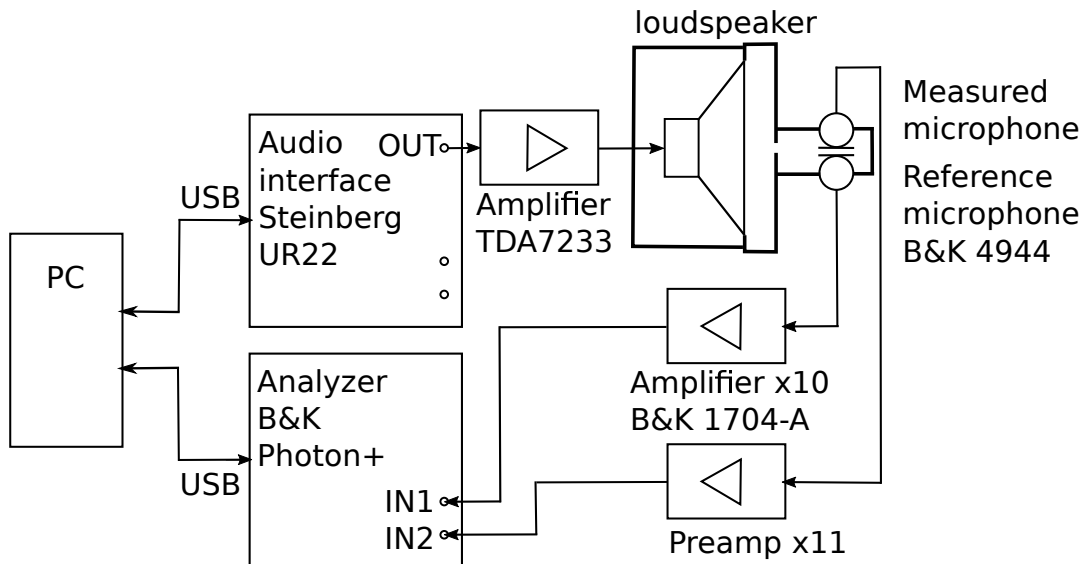 loudspeaker
Measured
microphone
Reference
microphone
B&K 4944
Audio
interface
Steinberg
UR22
OUT
USB
Amplifier
TDA7233
PC
Amplifier x10
B&K 1704-A
Analyzer
B&K
Photon+
USB
IN1
IN2
Preamp x11